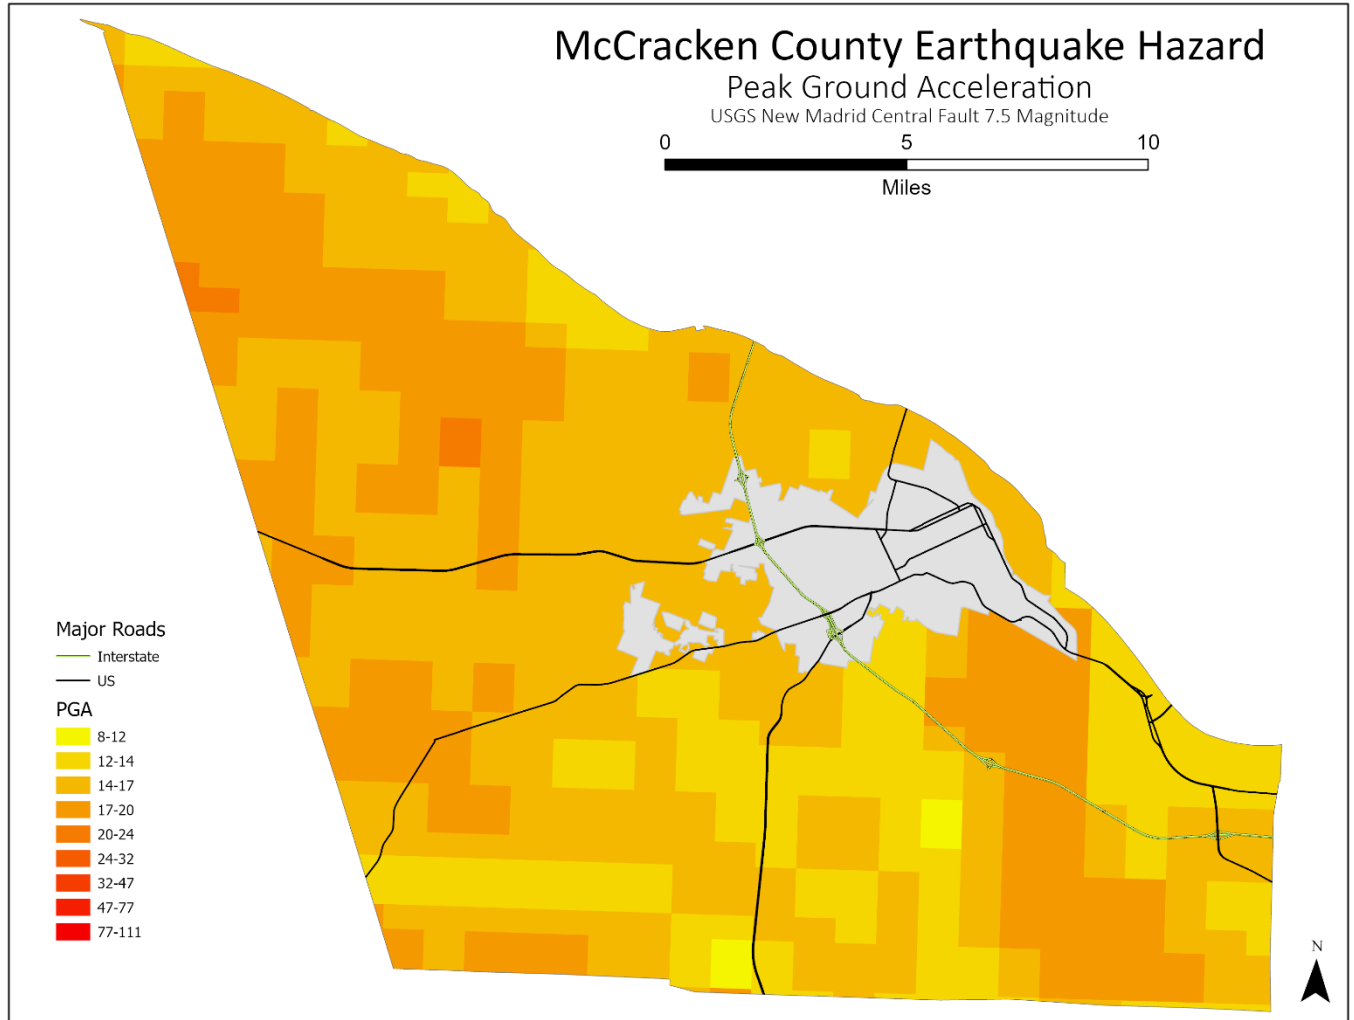 McCracken County Earthquake Hazard
Peak Ground Acceleration
USGS New Madrid Central Fault 7.5 Magnitude
0 5 10
Miles
Major Roads
Interstate
US
PGA
8-12
12-14
14-17
17-20
20-24
24-32
32-47
47-77
77-111
N